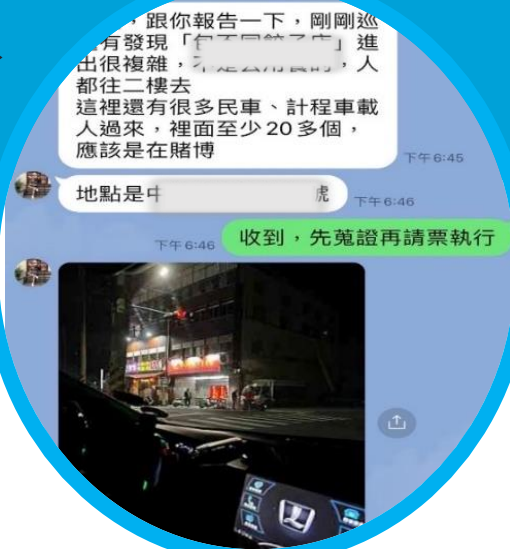 ，跟你報告一下，剛剛巡
有發現「
」進
出很複雜，
，人
都往二樓去
這裡還有很多民車、計程車載
人過來，裡面至少20多個，
應該是在賭博
下午6:45
地點是中
號
下午6:46
下午6:46
收到，先蒐證再請票執行